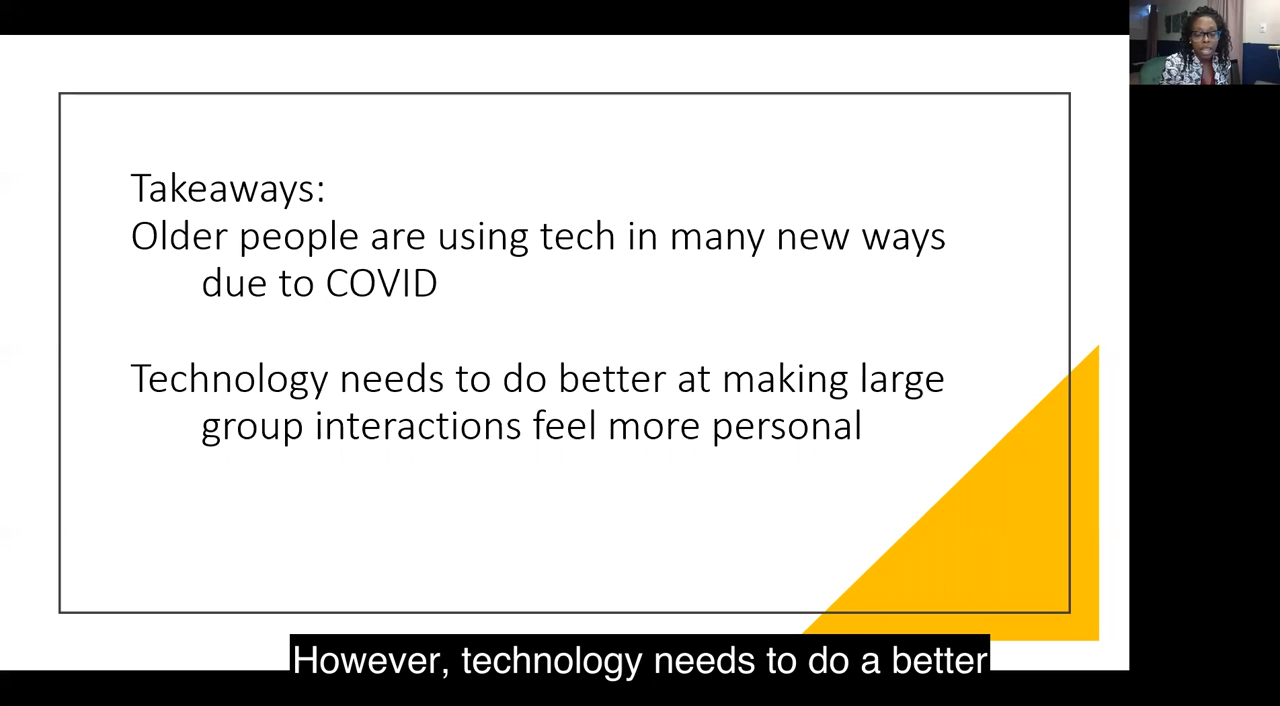 Takeaways:
Older people are using tech in many new ways
due to COVID
Technology needs to do better at making large
group interactions feel more personal
However, technology needs to do a better